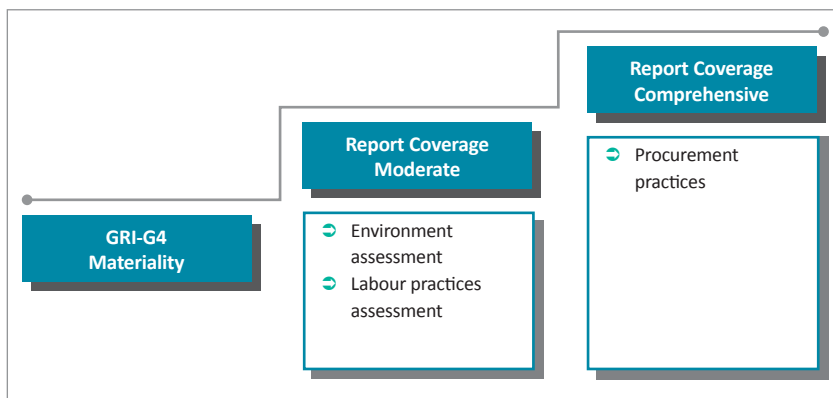 GRI-G4
Materiality
Report Coverage
Moderate
Environment
assessment
Labour practices
assessment
Report Coverage
Comprehensive
Procurement
practices